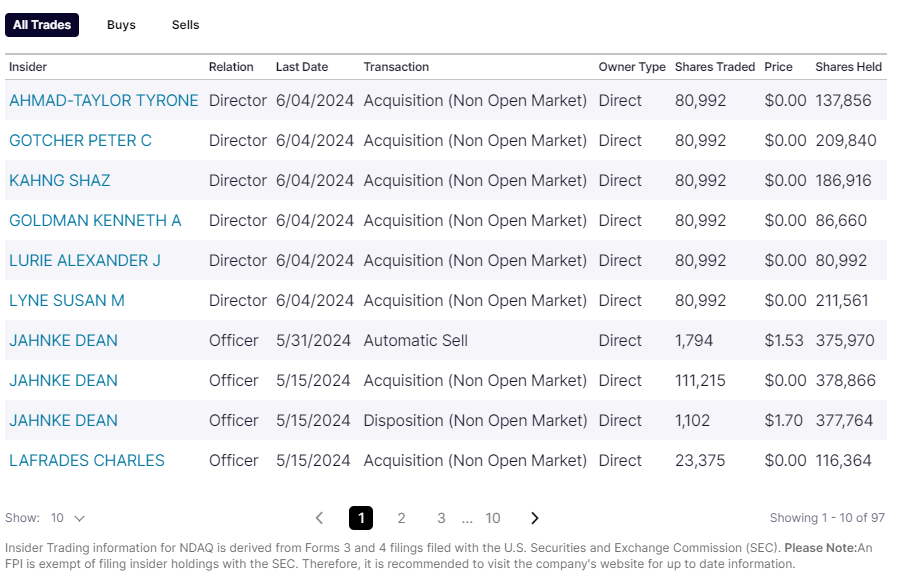 All Trades Buys Sells
Insider Relation Last Date Transaction Owner Type Shares Traded Price Shares Held
AHMAD-TAYLOR TYRONE Director 6/04/2024 Acquisition (Non Open Market) Direct 80,992 $0.00 137,856
GOTCHER PETER C Director 6/04/2024 Acquisition (Non Open Market) Direct 80,992 $0.00 209,840
KAHNG SHAZ Director 6/04/2024 Acquisition (Non Open Market) Direct 80,992 $0.00 186,916
GOLDMAN KENNETH A Director 6/04/2024 Acquisition (Non Open Market) Direct 80,992 $0.00 86,660
LURIE ALEXANDER J Director 6/04/2024 Acquisition (Non Open Market) Direct 80,992 $0.00 80,992
LYNE SUSAN M Director 6/04/2024 Acquisition (Non Open Market) Direct 80,992 $0.00 211,561
JAHNKE DEAN Officer 5/31/2024 Automatic Sell Direct 1,794 $1.53 375,970
JAHNKE DEAN Officer 5/15/2024 Acquisition (Non Open Market) Direct 111,215 $0.00 378,866
JAHNKE DEAN Officer 5/15/2024 Disposition (Non Open Market) Direct 1,102 $1.70 377,764
LAFRADES CHARLES Officer 5/15/2024 Acquisition (Non Open Market) Direct 23,375 $0.00 116,364
Show: 10 1 2 3 ... 10 Showing 1 - 10 of 97
Insider Trading information for NDAQ is derived from Forms 3 and 4 filings filed with the U.S. Securities and Exchange Commission (SEC). Please Note:An
FPI is exempt of filing insider holdings with the SEC. Therefore, it is recommended to visit the company's website for up to date information.